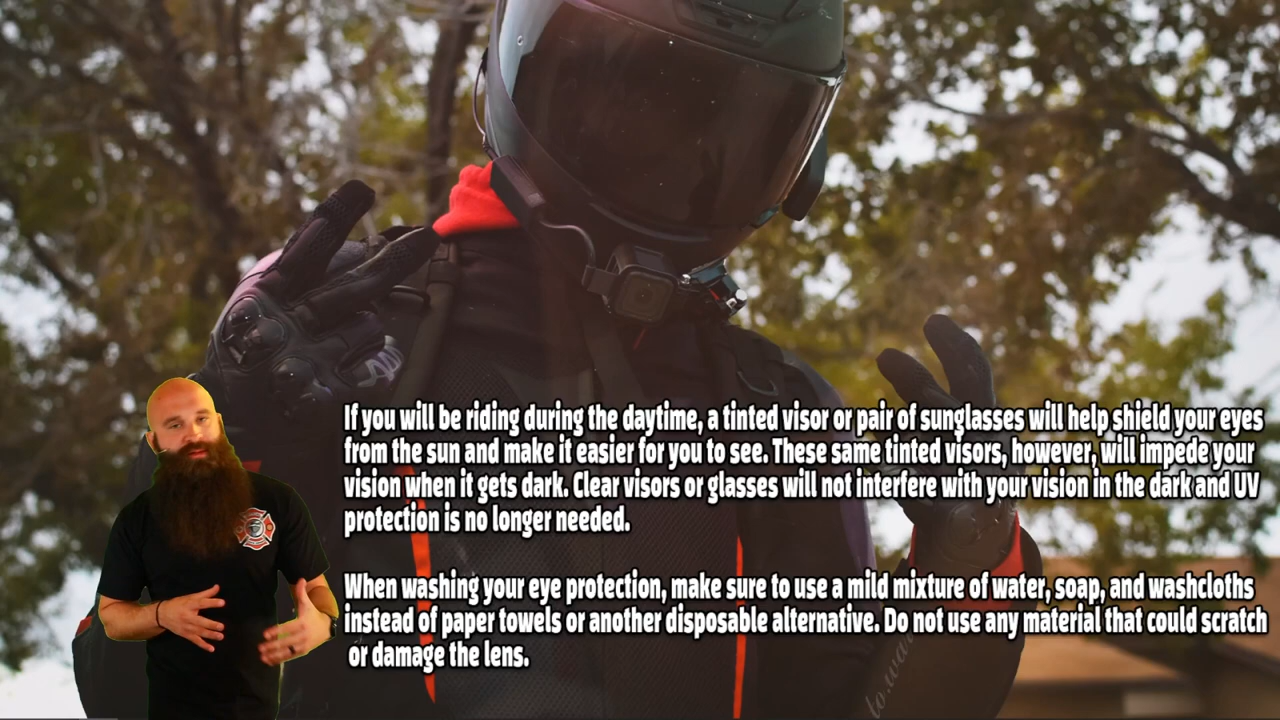 If you will be riding during the daytime, a tinted visor or pair of sunglasses will help shield your eyes
from the sun and make it easier for you to see. These same tinted visors, however, will impede your
vision when it gets dark. Clear visors or glasses will not interfere with your vision in the dark and UV
protection is no longer needed.
When washing your eye protection, make sure to use a mild mixture of water, soap, and washcloths
instead of paper towels or another disposable alternative. Do not use any material that could scratch
or damage the lens.